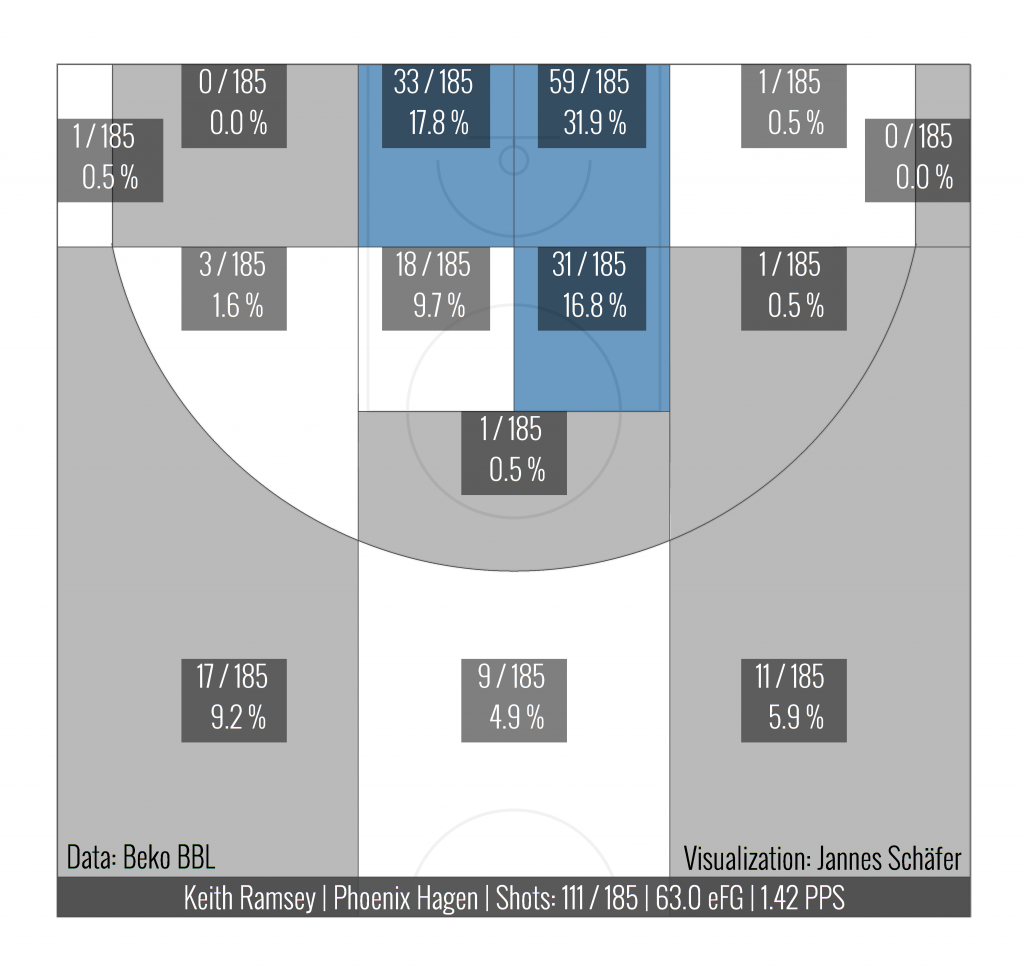 0 / 185
0.0 %
33 / 185
17.8 %
59 / 185
31.9 %
1 / 185
0.5 %
1 / 185
0.5 %
0 / 185
0.0 %
3 / 185
1.6 %
18 / 185
9.7 %
31 / 185
16.8 %
1 / 185
0.5 %
1 / 185
0.5 %
17 / 185
9.2 %
9 / 185
4.9 %
11 / 185
5.9 %
Data: Beko BBL
Visualization: Jannes Schäfer
Keith Ramsey | Phoenix Hagen | Shots: 111 / 185 | 63.0 eFG | 1.42 PPS